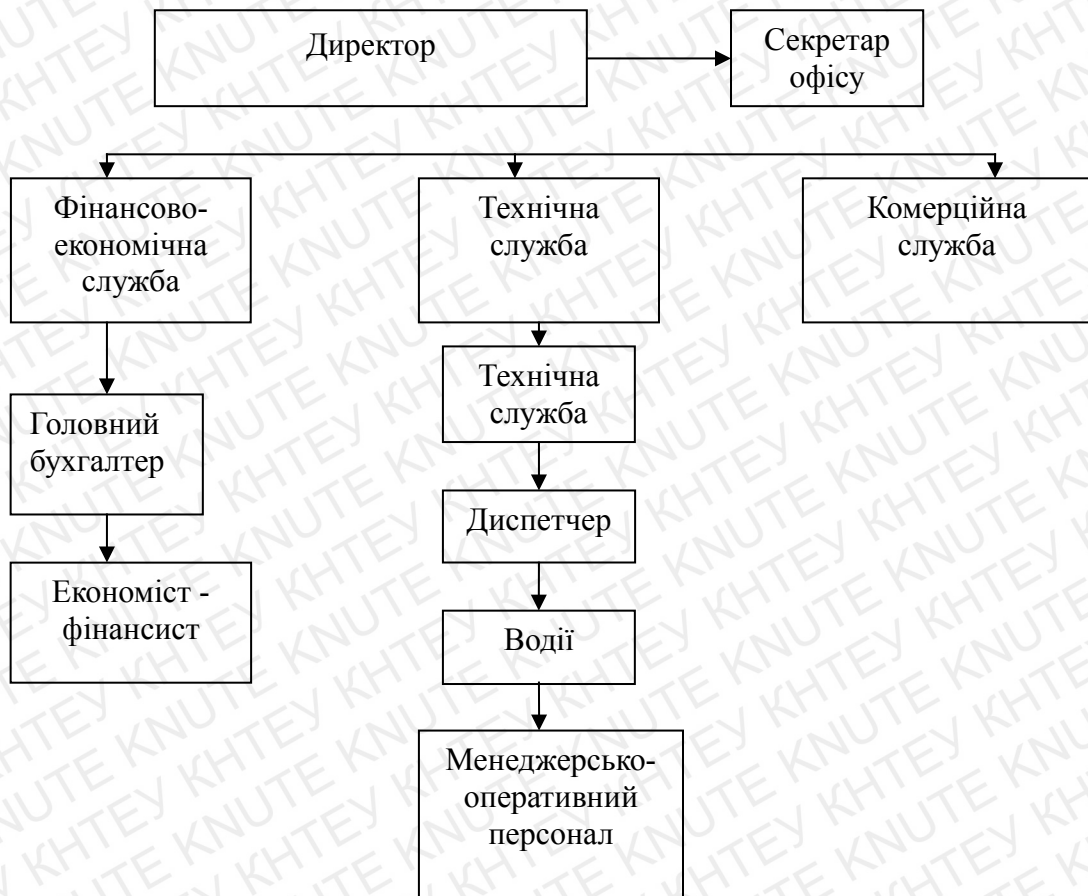 Директор
Секретар
офісу
Фінансово-
економічна
служба
Технічна
служба
Комерційна
служба
Технічна
служба
Головний
бухгалтер
Диспетчер
Економіст -
фінансист
Водії
Менеджерсько-
оперативний
персонал